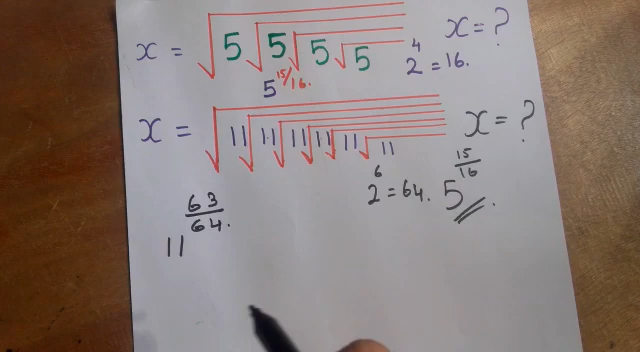 x = √5√5√5√5 x = ?
5^15/16. 2^4 = 16.
x = √11√11√11√11√11√11 x = ?
2^6 = 64. 5^15/16.
11^63/64.